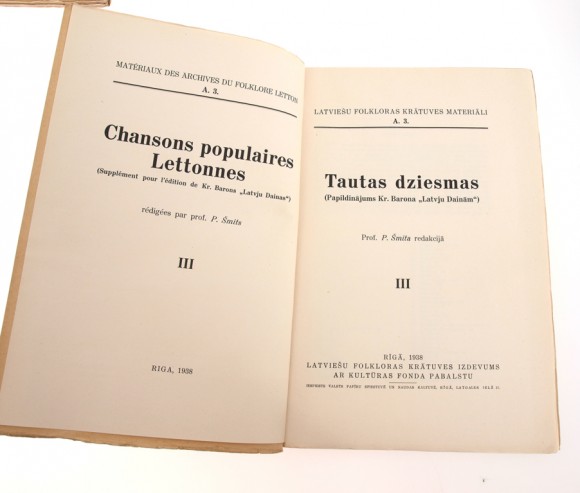 MATÉRIAUX DES ARCHIVES DU FOLKLORE LETTON
A. 3.
Chansons populaires
Lettonnes
(Supplément pour l'édition de Kr. Barona „Latvju Dainas“)
rédigées par prof. P. Šmits
III
RIGA, 1938
LATVIEŠU FOLKLORAS KRĀTUVES MATERIĀLI
A. 3.
Tautas dziesmas
(Papildinājums Kr. Barona „Latvju Dainām“)
Prof. P. Šmita redakcijā
III
RĪGĀ, 1938
LATVIEŠU FOLKLORAS KRĀTUVES IZDEVUMS
AR KULTŪRAS FONDA PABALSTU